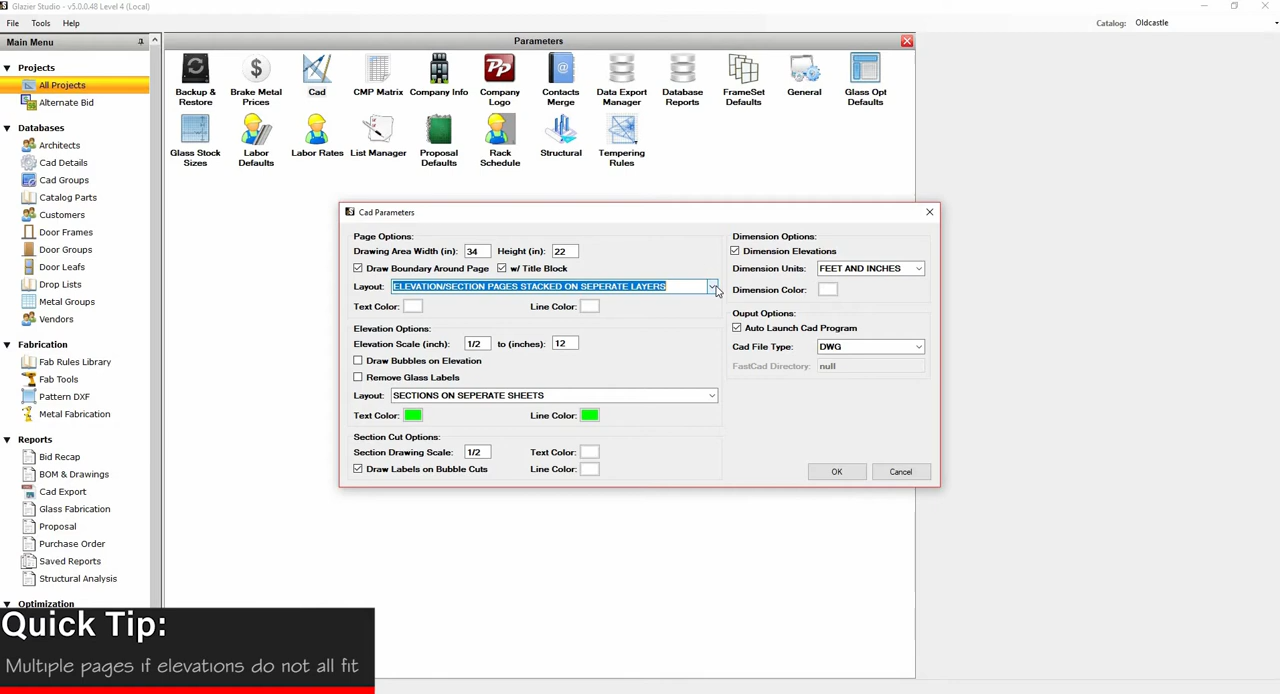 Glazier Studio - v5.0.0.48 Level 4 (Local)
File Tools Help
Catalog: Oldcastle
Main Menu
Projects
All Projects
Alternate Bid
Databases
Architects
Cad Details
Cad Groups
Catalog Parts
Customers
Door Frames
Door Groups
Door Leafs
Drop Lists
Metal Groups
Vendors
Fabrication
Fab Rules Library
Fab Tools
Pattern DXF
Metal Fabrication
Reports
Bid Recap
BOM & Drawings
Cad Export
Glass Fabrication
Proposal
Purchase Order
Saved Reports
Structural Analysis
Optimization
Parameters
Backup & Restore
Brake Metal Prices
Cad
CMP Matrix
Company Info
Company Logo
Contacts Merge
Data Export Manager
Database Reports
FrameSet Defaults
General
Glass Opt Defaults
Glass Stock Sizes
Labor Defaults
Labor Rates
List Manager
Proposal Defaults
Rack Schedule
Structural
Tempering Rules
Cad Parameters
Page Options:
Drawing Area Width (in): 34 Height (in): 22
Draw Boundary Around Page w/ Title Block
Layout: ELEVATION/SECTION PAGES STACKED ON SEPERATE LAYERS
Text Color: Line Color:
Elevation Options:
Elevation Scale (inch): 1/2 to (inches): 12
Draw Bubbles on Elevation
Remove Glass Labels
Layout: SECTIONS ON SEPERATE SHEETS
Text Color: Line Color:
Section Cut Options:
Section Drawing Scale: 1/2 Text Color:
Draw Labels on Bubble Cuts Line Color:
Dimension Options:
Dimension Elevations
Dimension Units: FEET AND INCHES
Dimension Color:
Ouput Options:
Auto Launch Cad Program
Cad File Type: DWG
FastCad Directory: null
OK Cancel
Quick Tip:
Multiple pages if elevations do not all fit